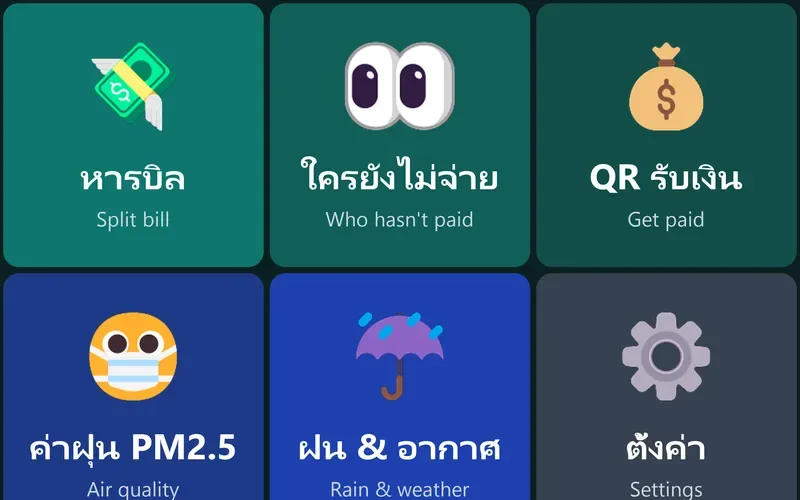 หารบิล
Split bill
ใครยังไม่จ่าย
Who hasn't paid
QR รับเงิน
Get paid
ค่าฝุ่น PM2.5
Air quality
ฝน & อากาศ
Rain & weather
ตั้งค่า
Settings